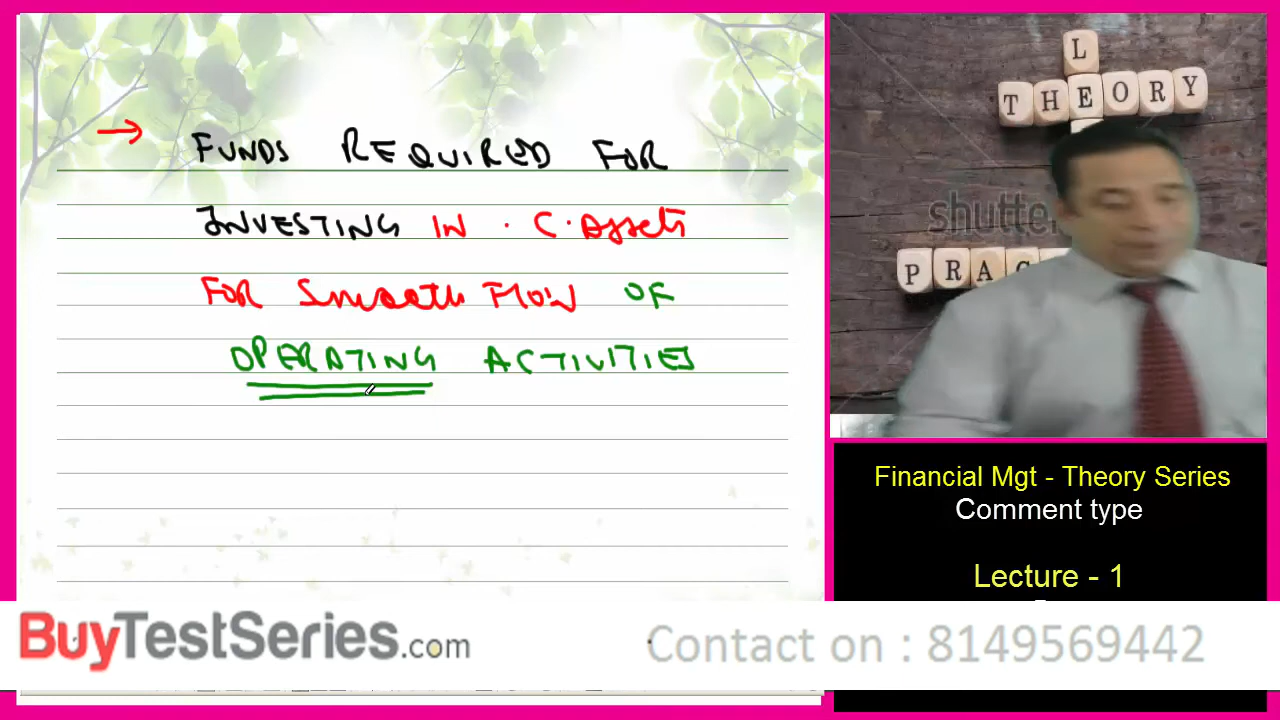 → FUNDS REQUIRED FOR
INVESTING IN . C. Assets
FOR Smooth Flow OF
OPERATING ACTIVITIES
L
THEORY
shutte
PRAC
Financial Mgt - Theory Series
Comment type
Lecture - 1
BuyTestSeries.com
Contact on : 8149569442